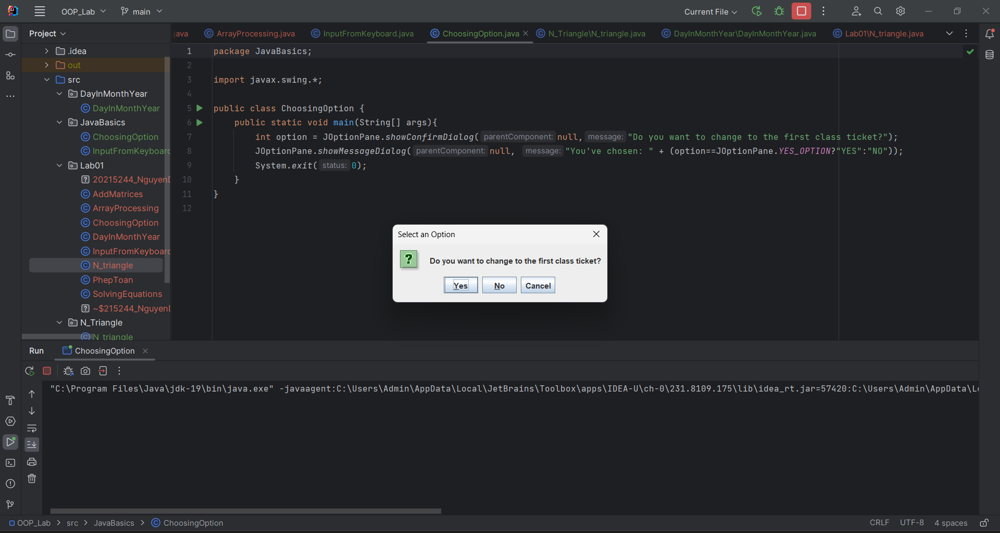 OOP_Lab main Current File
Project
java ArrayProcessing.java InputFromKeyboard.java ChoosingOption.java N_Triangle\N_triangle.java DayInMonthYear\DayInMonthYear.java Lab01\N_triangle.java
.idea
out
src
DayInMonthYear
DayInMonthYear
JavaBasics
ChoosingOption
InputFromKeyboard
Lab01
20215244_Nguyen
AddMatrices
ArrayProcessing
ChoosingOption
DayInMonthYear
InputFromKeyboard
N_triangle
PhepToan
SolvingEquations
~$215244_Nguyen
N_Triangle
N_triangle
1 package JavaBasics;
2
3 import javax.swing.*;
4
5 public class ChoosingOption {
6 public static void main(String[] args){
7 int option = JOptionPane.showConfirmDialog( parentComponent: null, message: "Do you want to change to the first class ticket?");
8 JOptionPane.showMessageDialog( parentComponent: null, message: "You've chosen: " + (option==JOptionPane.YES_OPTION?"YES":"NO"));
9 System.exit( status: 0);
10 }
11 }
12
Select an Option
Do you want to change to the first class ticket?
Yes No Cancel
Run ChoosingOption
"C:\Program Files\Java\jdk-19\bin\java.exe" -javaagent:C:\Users\Admin\AppData\Local\JetBrains\Toolbox\apps\IDEA-U\ch-0\231.8109.175\lib\idea_rt.jar=57420:C:\Users\Admin\AppData\L
OOP_Lab > src > JavaBasics > ChoosingOption
CRLF UTF-8 4 spaces